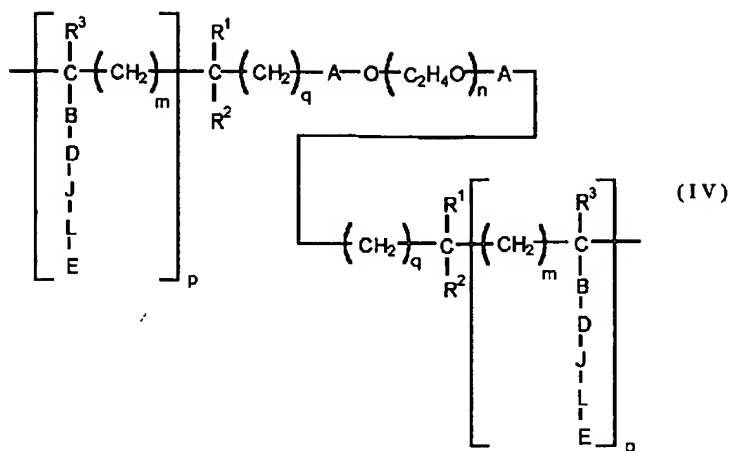 R³ R¹
C (CH₂)m C (CH₂)q A—O (C₂H₄O)n A
B R²
D
J
L
E
p
(IV)
R¹ R³
(CH₂)q C (CH₂)m C
R² B
D
J
L
E
p